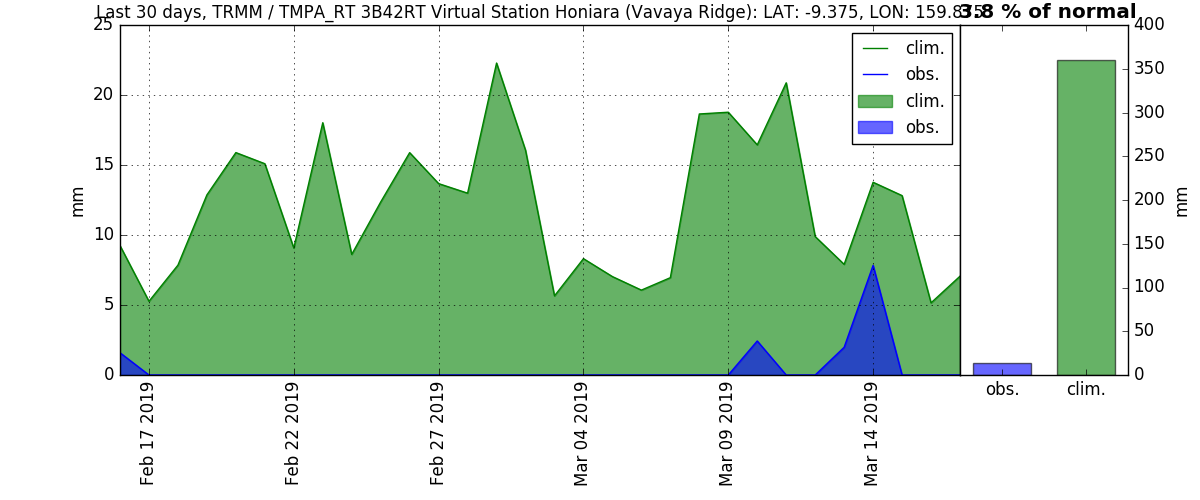 Last 30 days, TRMM / TMPA_RT 3B42RT Virtual Station Honiara (Vavaya Ridge): LAT: -9.375, LON: 159.875
3.8 % of normal
25
20
15
10
5
0
mm
clim.
obs.
clim.
obs.
400
350
300
250
200
150
100
50
0
mm
Feb 17 2019
Feb 22 2019
Feb 27 2019
Mar 04 2019
Mar 09 2019
Mar 14 2019
obs.
clim.